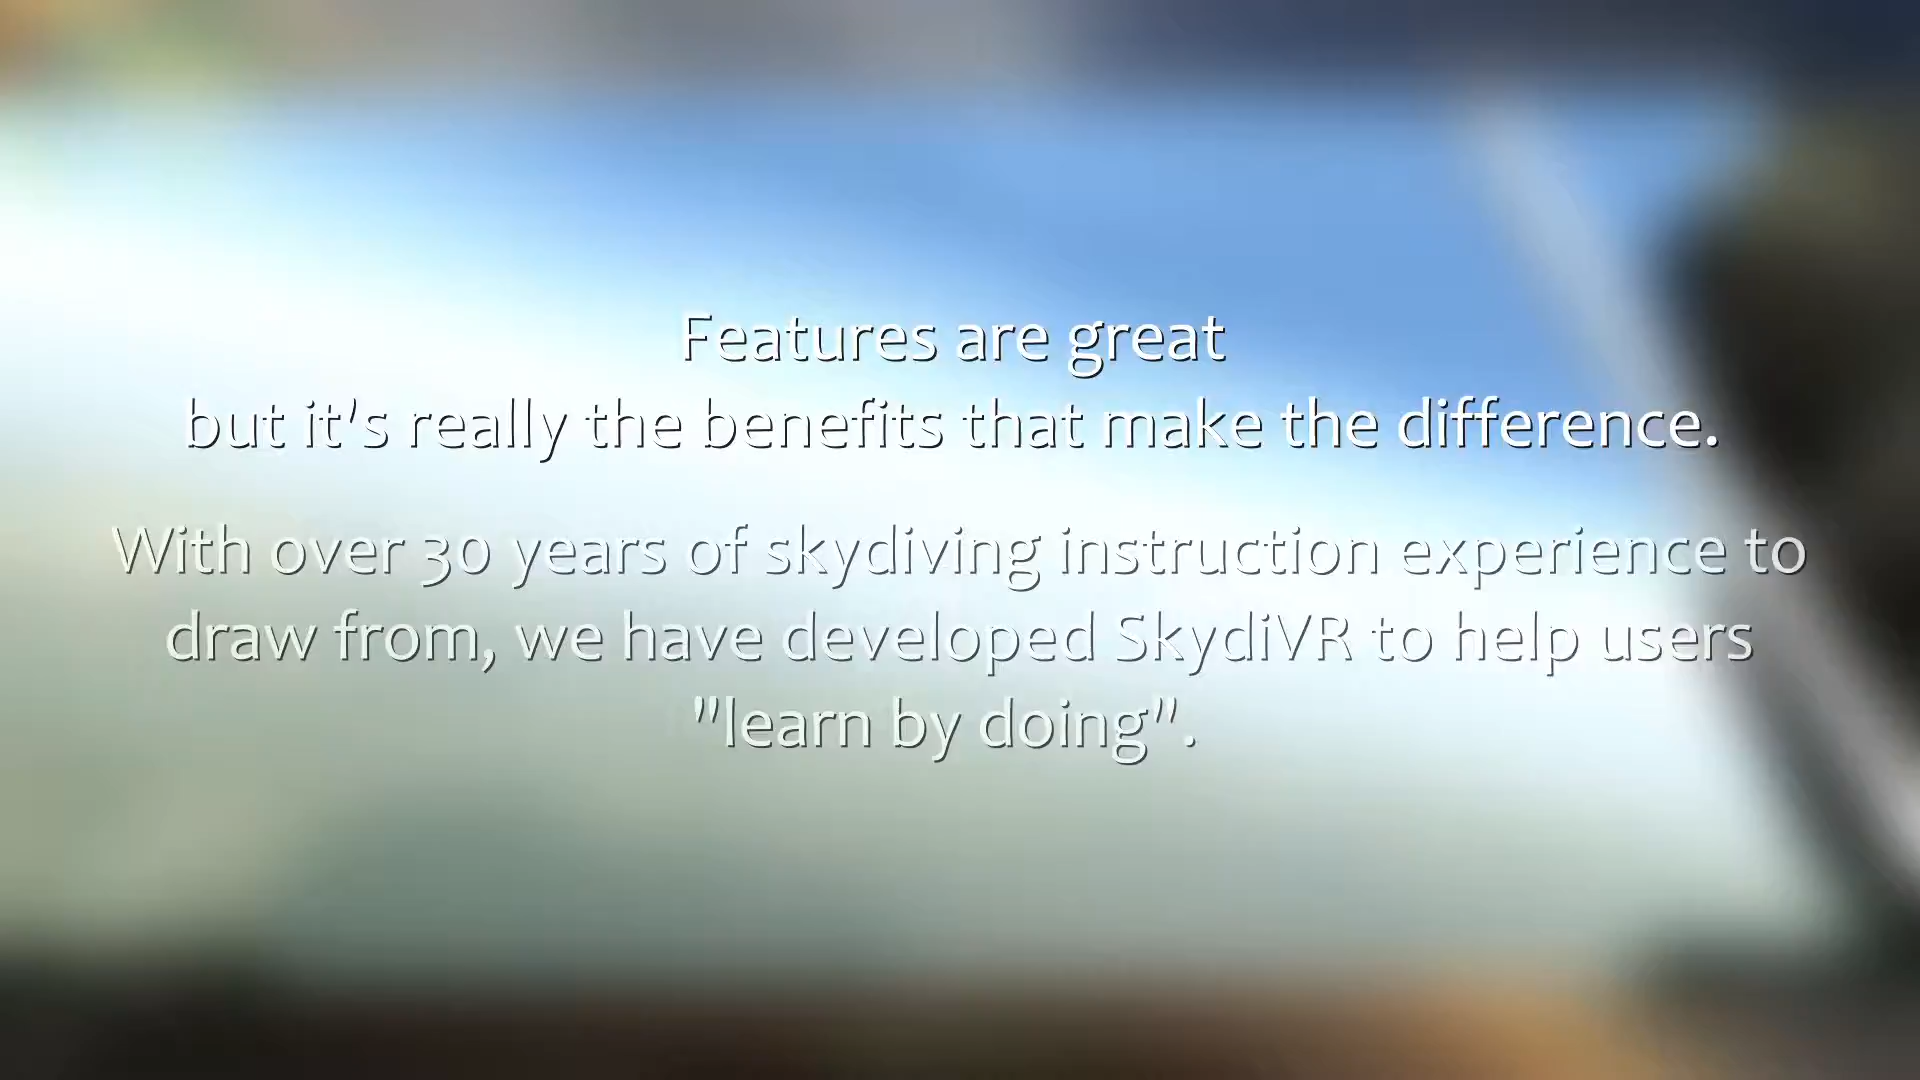 Features are great
but it's really the benefits that make the difference.
With over 30 years of skydiving instruction experience to
draw from, we have developed SkydiVR to help users
"learn by doing".